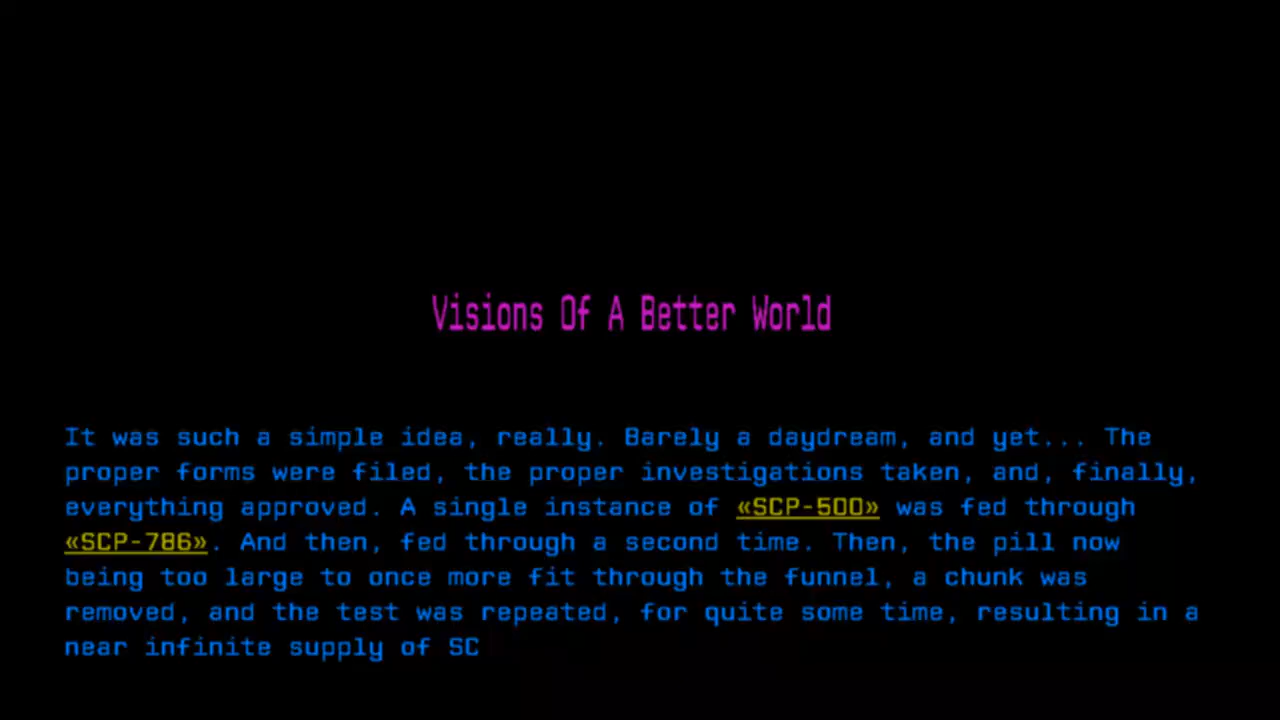 Visions Of A Better World
It was such a simple idea, really. Barely a daydream, and yet... The
proper forms were filed, the proper investigations taken, and, finally,
everything approved. A single instance of «SCP-500» was fed through
«SCP-786». And then, fed through a second time. Then, the pill now
being too large to once more fit through the funnel, a chunk was
removed, and the test was repeated, for quite some time, resulting in a
near infinite supply of SC